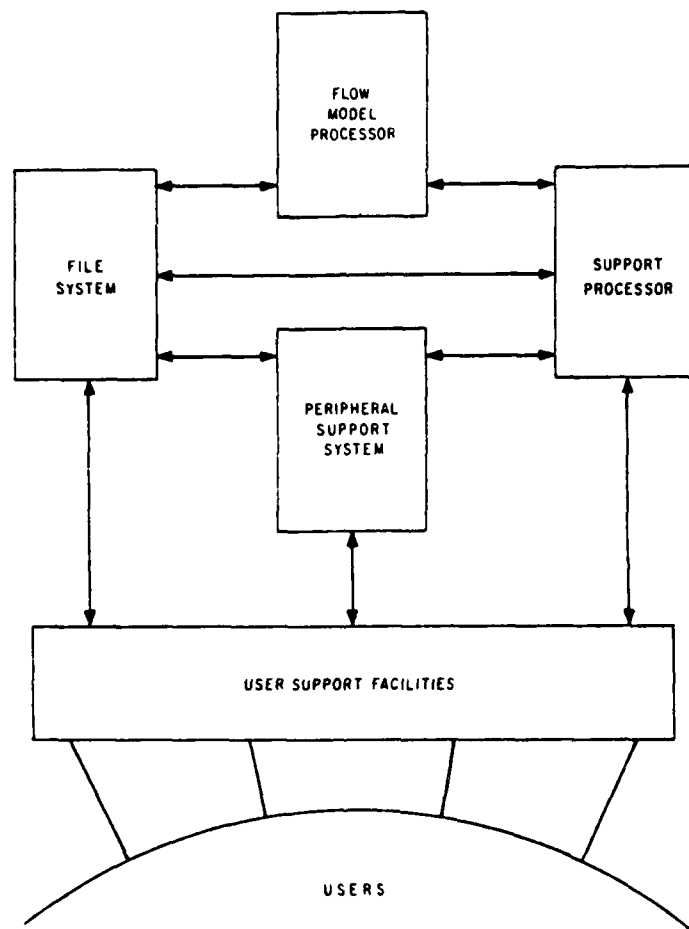 FLOW
MODEL
PROCESSOR
FILE
SYSTEM
SUPPORT
PROCESSOR
PERIPHERAL
SUPPORT
SYSTEM
USER SUPPORT FACILITIES
USERS